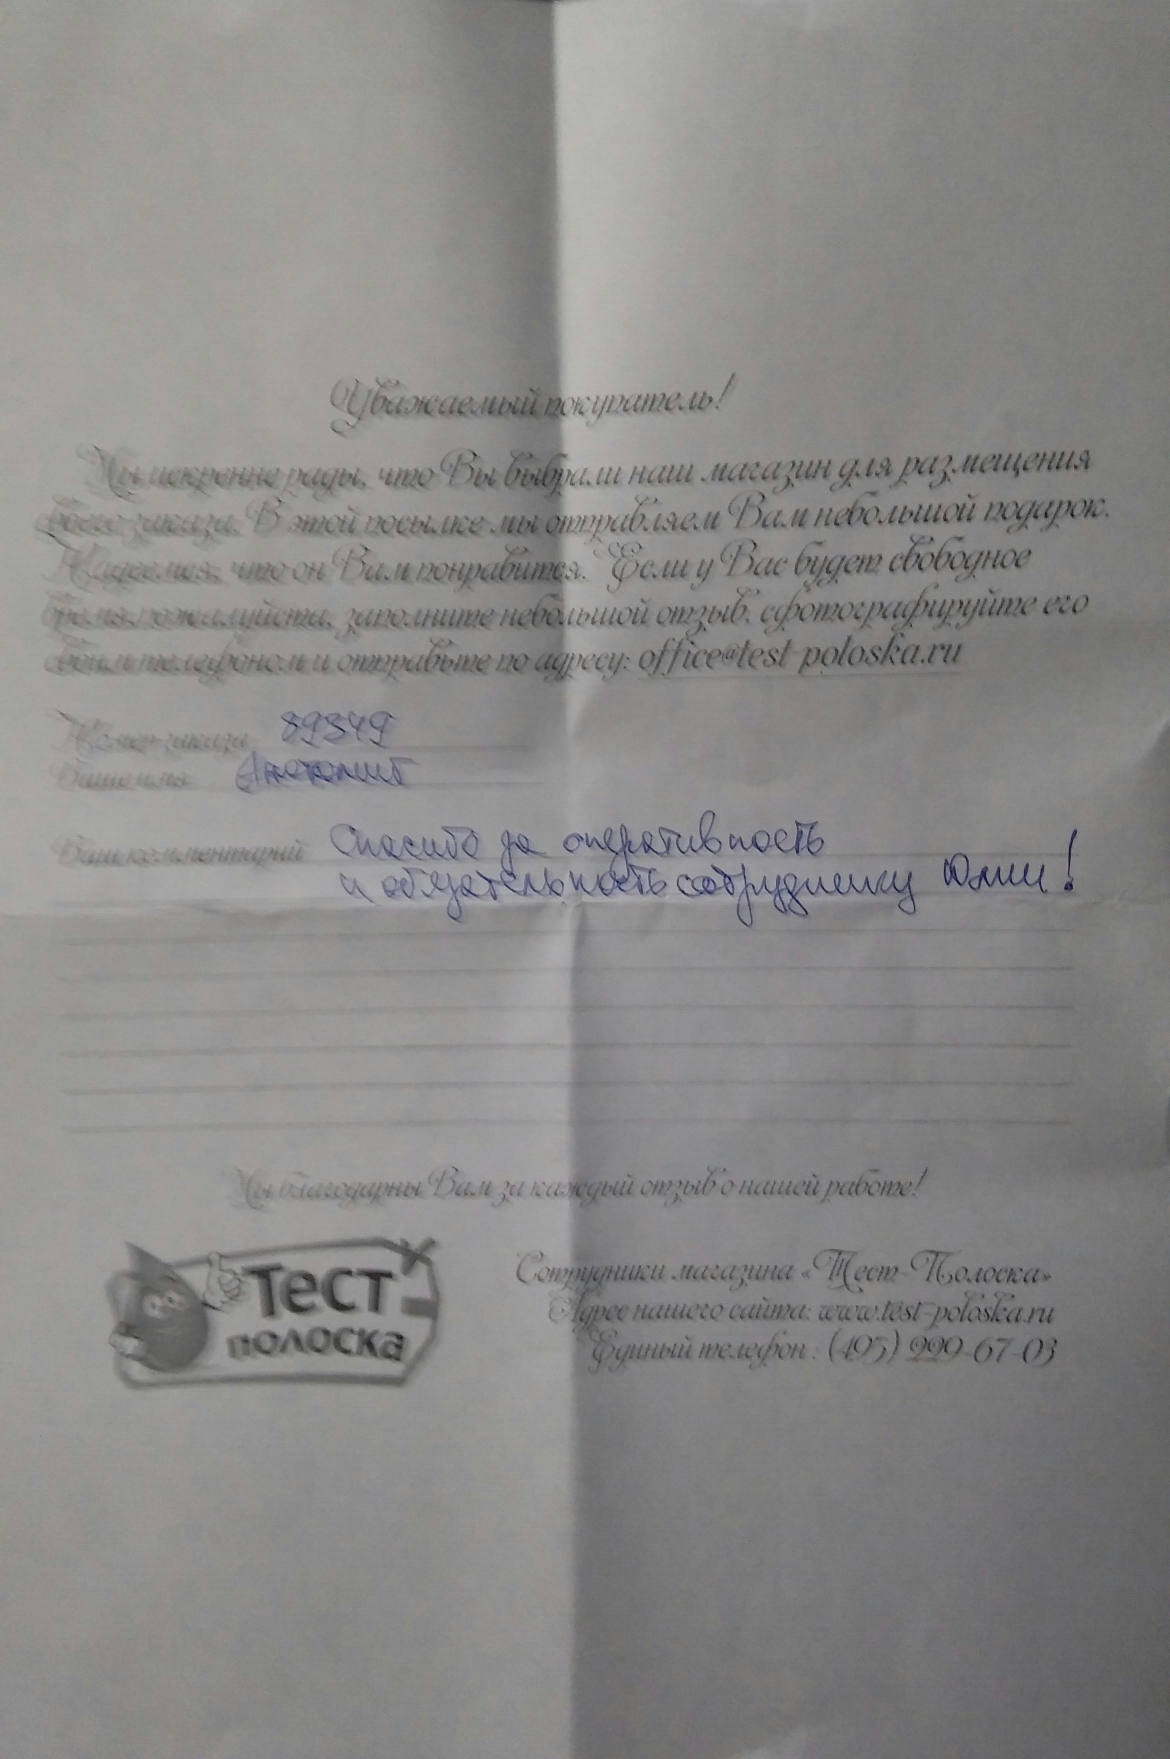 Уважаемый покупатель!
Мы искренне рады, что Вы выбрали наш магазин для размещения
своего заказа. В этой посылке мы отправляем Вам небольшой подарок.
Надеемся, что он Вам понравится. Если у Вас будет свободное
время, пожалуйста, заполните небольшой отзыв, сфотографируйте его
своим телефоном и отправьте по адресу: office@test-poloska.ru
Номер заказа
Ваше имя Анатолий
Ваш комментарий Спасибо за оперативность
и обязательность сотруднику Юлии!
Мы благодарны Вам за каждый отзыв о нашей работе!
Тест
полоска
Сотрудники магазина «Тест-Полоска»
Адрес нашего сайта: www.test-poloska.ru
Единый телефон: (495) 229-67-03